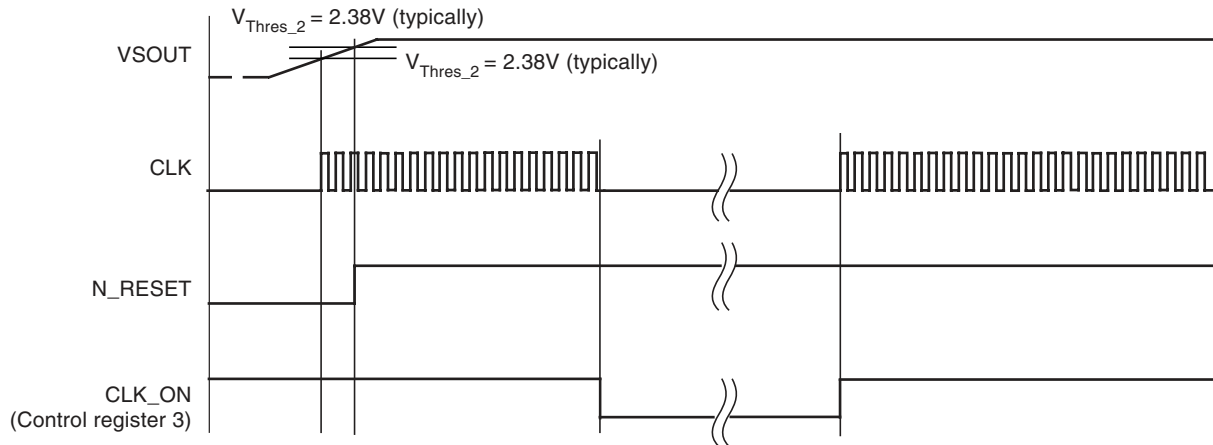 V_Thres_2 = 2.38V (typically)
VSOUT
V_Thres_2 = 2.38V (typically)
CLK
N_RESET
CLK_ON
(Control register 3)